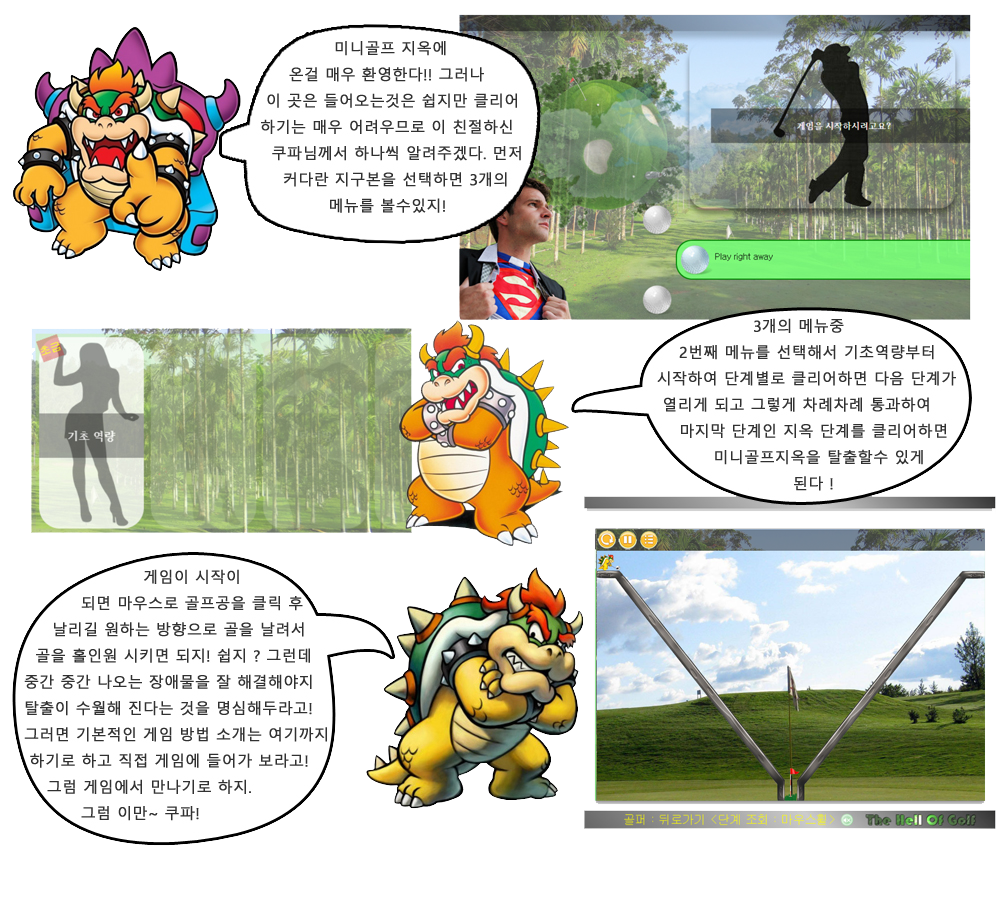 미니골프 지옥에
온걸 매우 환영한다!! 그러나
이 곳은 들어오는것은 쉽지만 클리어
하기는 매우 어려우므로 이 친절하신
쿠파님께서 하나씩 알려주겠다. 먼저
커다란 지구본을 선택하면 3개의
메뉴를 볼수있지!
게임을 시작하시려고요?
Play right away
3개의 메뉴중
2번째 메뉴를 선택해서 기초역량부터
시작하여 단계별로 클리어하면 다음 단계가
열리게 되고 그렇게 차례차례 통과하여
마지막 단계인 지옥 단계를 클리어하면
미니골프지옥을 탈출할수 있게
된다 !
초급
기초 역량
게임이 시작이
되면 마우스로 골프공을 클릭 후
날리길 원하는 방향으로 골을 날려서
골을 홀인원 시키면 되지! 쉽지 ? 그런데
중간 중간 나오는 장애물을 잘 해결해야지
탈출이 수월해 진다는 것을 명심해두라고!
그러면 기본적인 게임 방법 소개는 여기까지
하기로 하고 직접 게임에 들어가 보라고!
그럼 게임에서 만나기로 하지.
그럼 이만~ 쿠파!
골퍼 : 뒤로가기 <단계 조회 : 마우스휠>
The Hell Of Golf